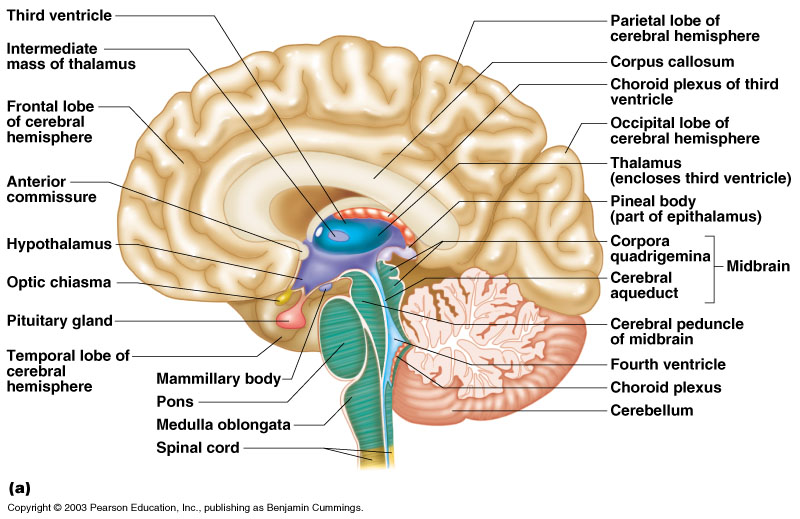 Third ventricle
Intermediate
mass of thalamus
Frontal lobe
of cerebral
hemisphere
Anterior
commissure
Hypothalamus
Optic chiasma
Pituitary gland
Temporal lobe of
cerebral
hemisphere
Mammillary body
Pons
Medulla oblongata
Spinal cord
Parietal lobe of
cerebral hemisphere
Corpus callosum
Choroid plexus of third
ventricle
Occipital lobe of
cerebral hemisphere
Thalamus
(encloses third ventricle)
Pineal body
(part of epithalamus)
Corpora
quadrigemina
Midbrain
Cerebral
aqueduct
Cerebral peduncle
of midbrain
Fourth ventricle
Choroid plexus
Cerebellum
(a)
Copyright © 2003 Pearson Education, Inc., publishing as Benjamin Cummings.